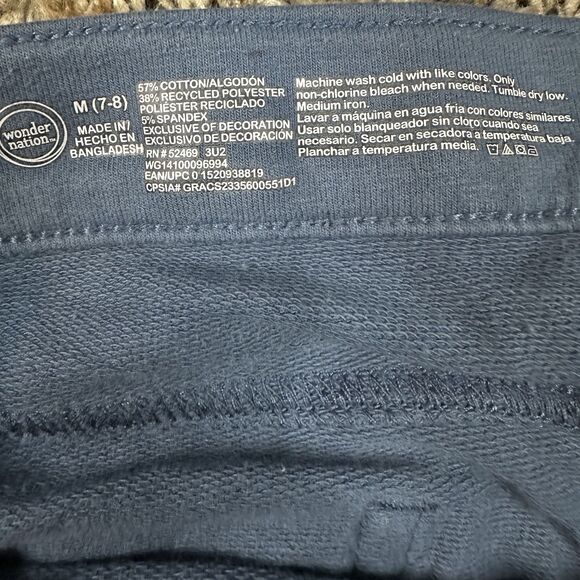 wonder
nation™
M (7-8)
MADE IN/
HECHO EN
BANGLADESH
57% COTTON/ALGODÓN
38% RECYCLED POLYESTER
POLIÉSTER RECICLADO
5% SPANDEX
EXCLUSIVE OF DECORATION
EXCLUSIVO DE DECORACIÓN
RN # 52469 3U2
WG14100096994
EAN/UPC 0 1520938819
CPSIA# GRACS2335600551D1
Machine wash cold with like colors. Only
non-chlorine bleach when needed. Tumble dry low.
Medium iron.
Lavar a máquina en agua fria con colores similares.
Usar solo blanqueador sin cloro cuando sea
necesario. Secar en secadora a temperatura baja.
Planchar a temperatura media.